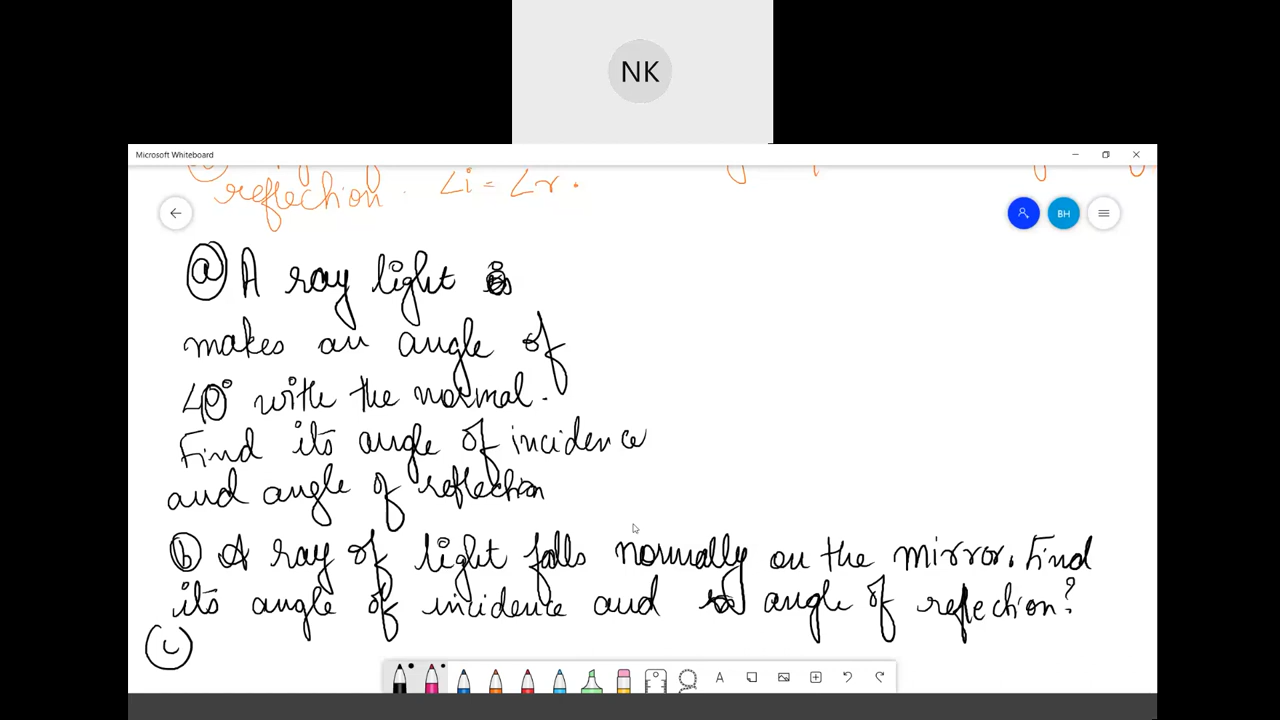 NK
Microsoft Whiteboard
reflection. ∠i = ∠r.
BH
(a) A ray light
makes an angle of
40° with the normal.
Find its angle of incidence
and angle of reflection
(b) A ray of light falls normally on the mirror. Find
its angle of incidence and angle of reflection?
(c)
A